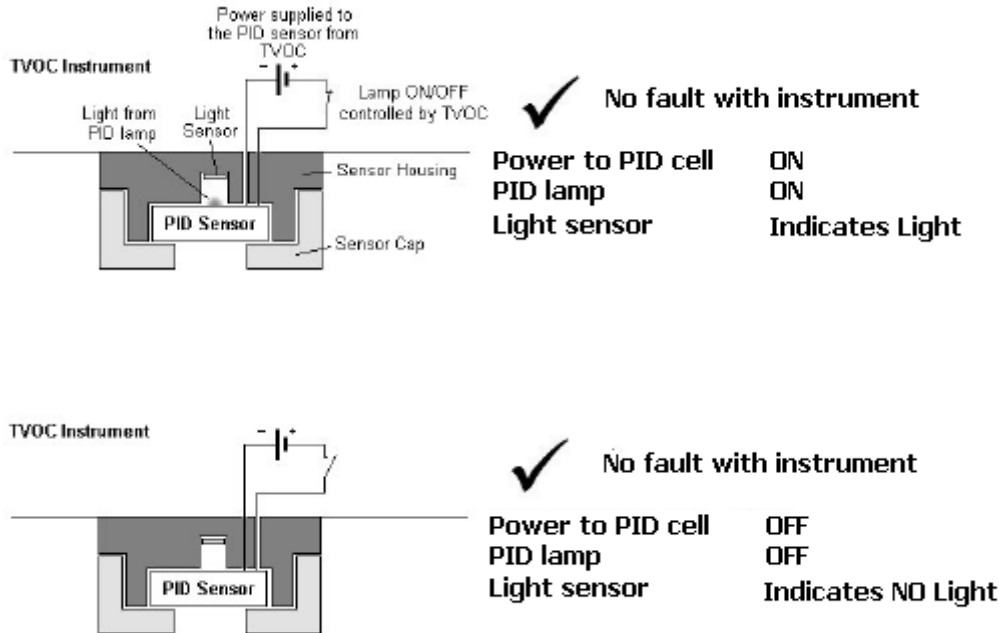 Power supplied to
the PID sensor from
TVOC
TVOC Instrument
- +
Light from
PID lamp
Light
Sensor
Lamp ON/OFF
controlled by TVOC
Sensor Housing
PID Sensor
Sensor Cap
No fault with instrument
Power to PID cell ON
PID lamp ON
Light sensor Indicates Light
TVOC Instrument
- +
PID Sensor
No fault with instrument
Power to PID cell OFF
PID lamp OFF
Light sensor Indicates NO Light